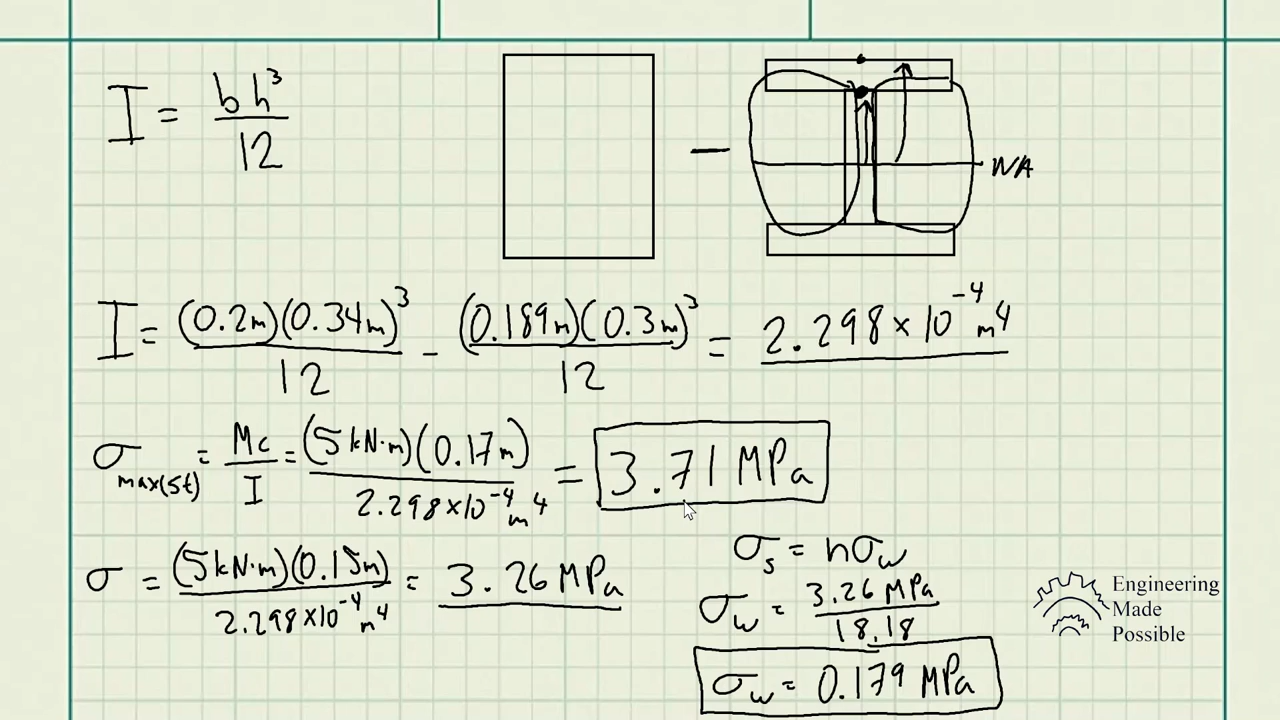 I = bh³/12
− NA
I = (0.2m)(0.34m)³/12 − (0.189m)(0.3m)³/12 = 2.298×10⁻⁴ m⁴
σmax(St) = Mc/I = (5kN·m)(0.17m)/2.298×10⁻⁴ m⁴ = 3.71 MPa
σ = (5kN·m)(0.15m)/2.298×10⁻⁴ m⁴ = 3.26 MPa
σs = nσw
σw = 3.26 MPa/18.18
σw = 0.179 MPa
Engineering
Made
Possible